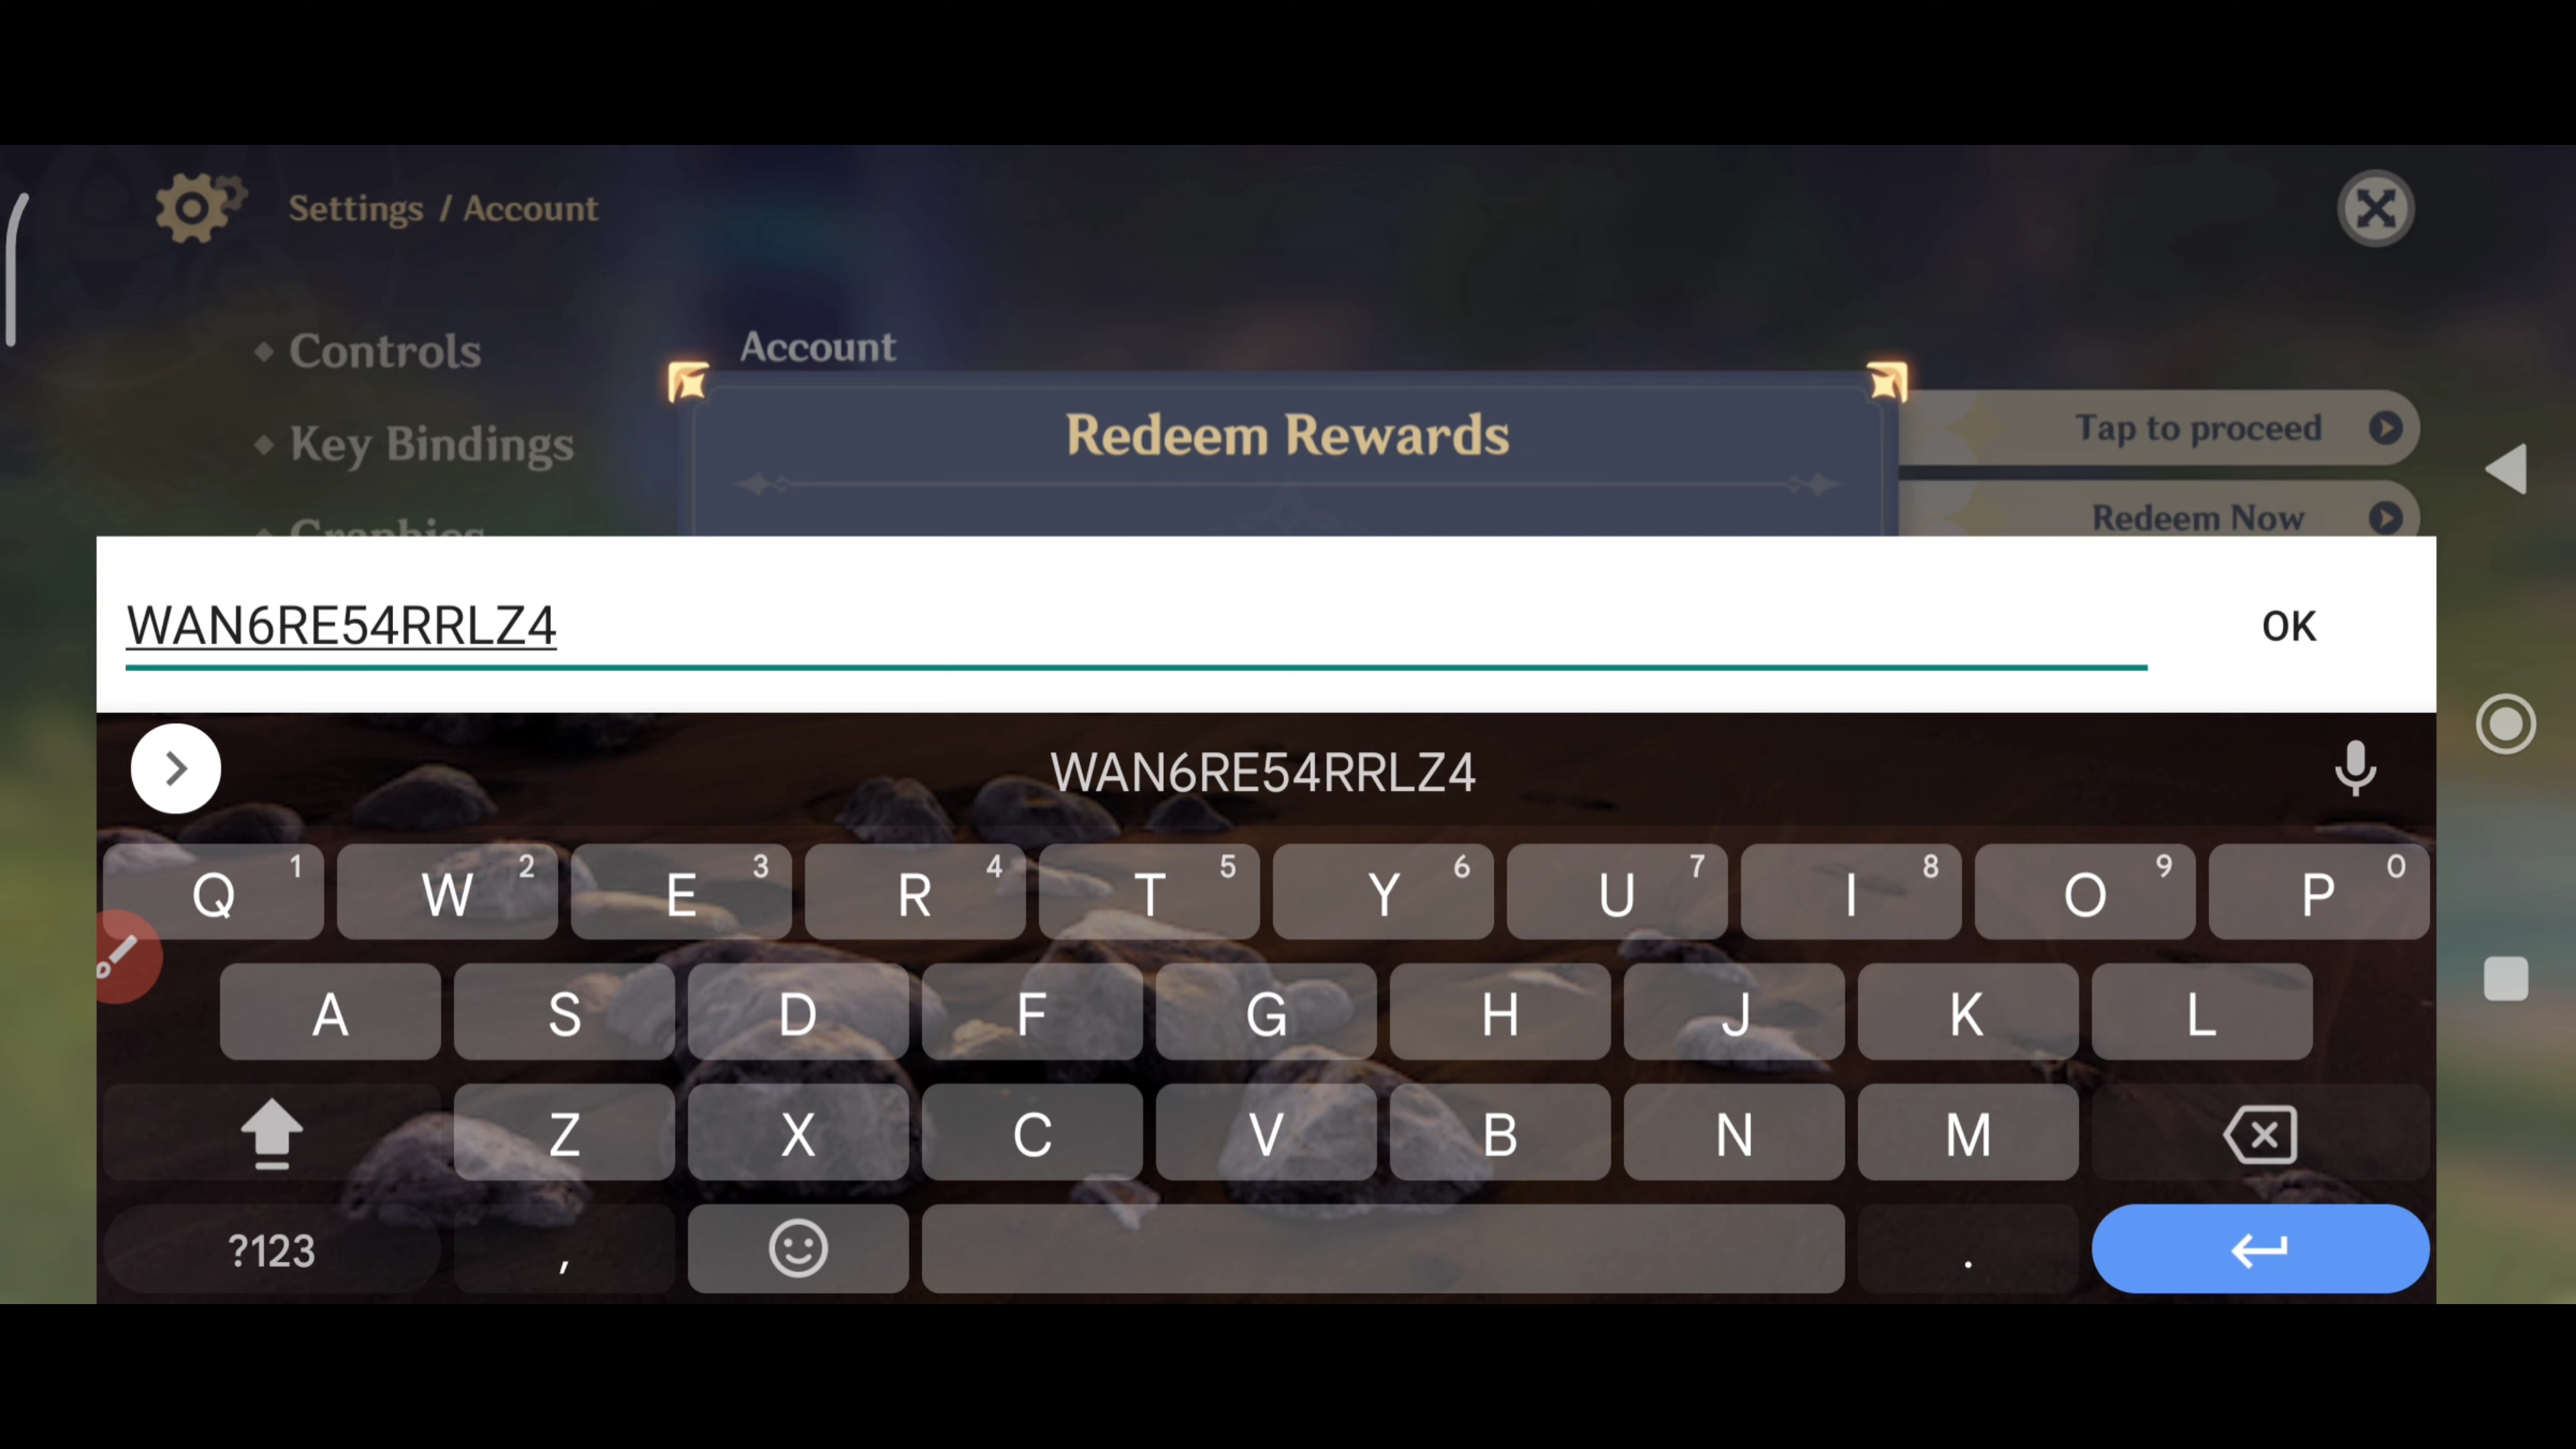 Settings / Account
Controls
Account
Key Bindings
Redeem Rewards
Tap to proceed
Graphics
Redeem Now
WAN6RE54RRLZ4
OK
WAN6RE54RRLZ4
Q 1 W 2 E 3 R 4 T 5 Y 6 U 7 I 8 O 9 P 0
A S D F G H J K L
Z X C V B N M
?123 , .